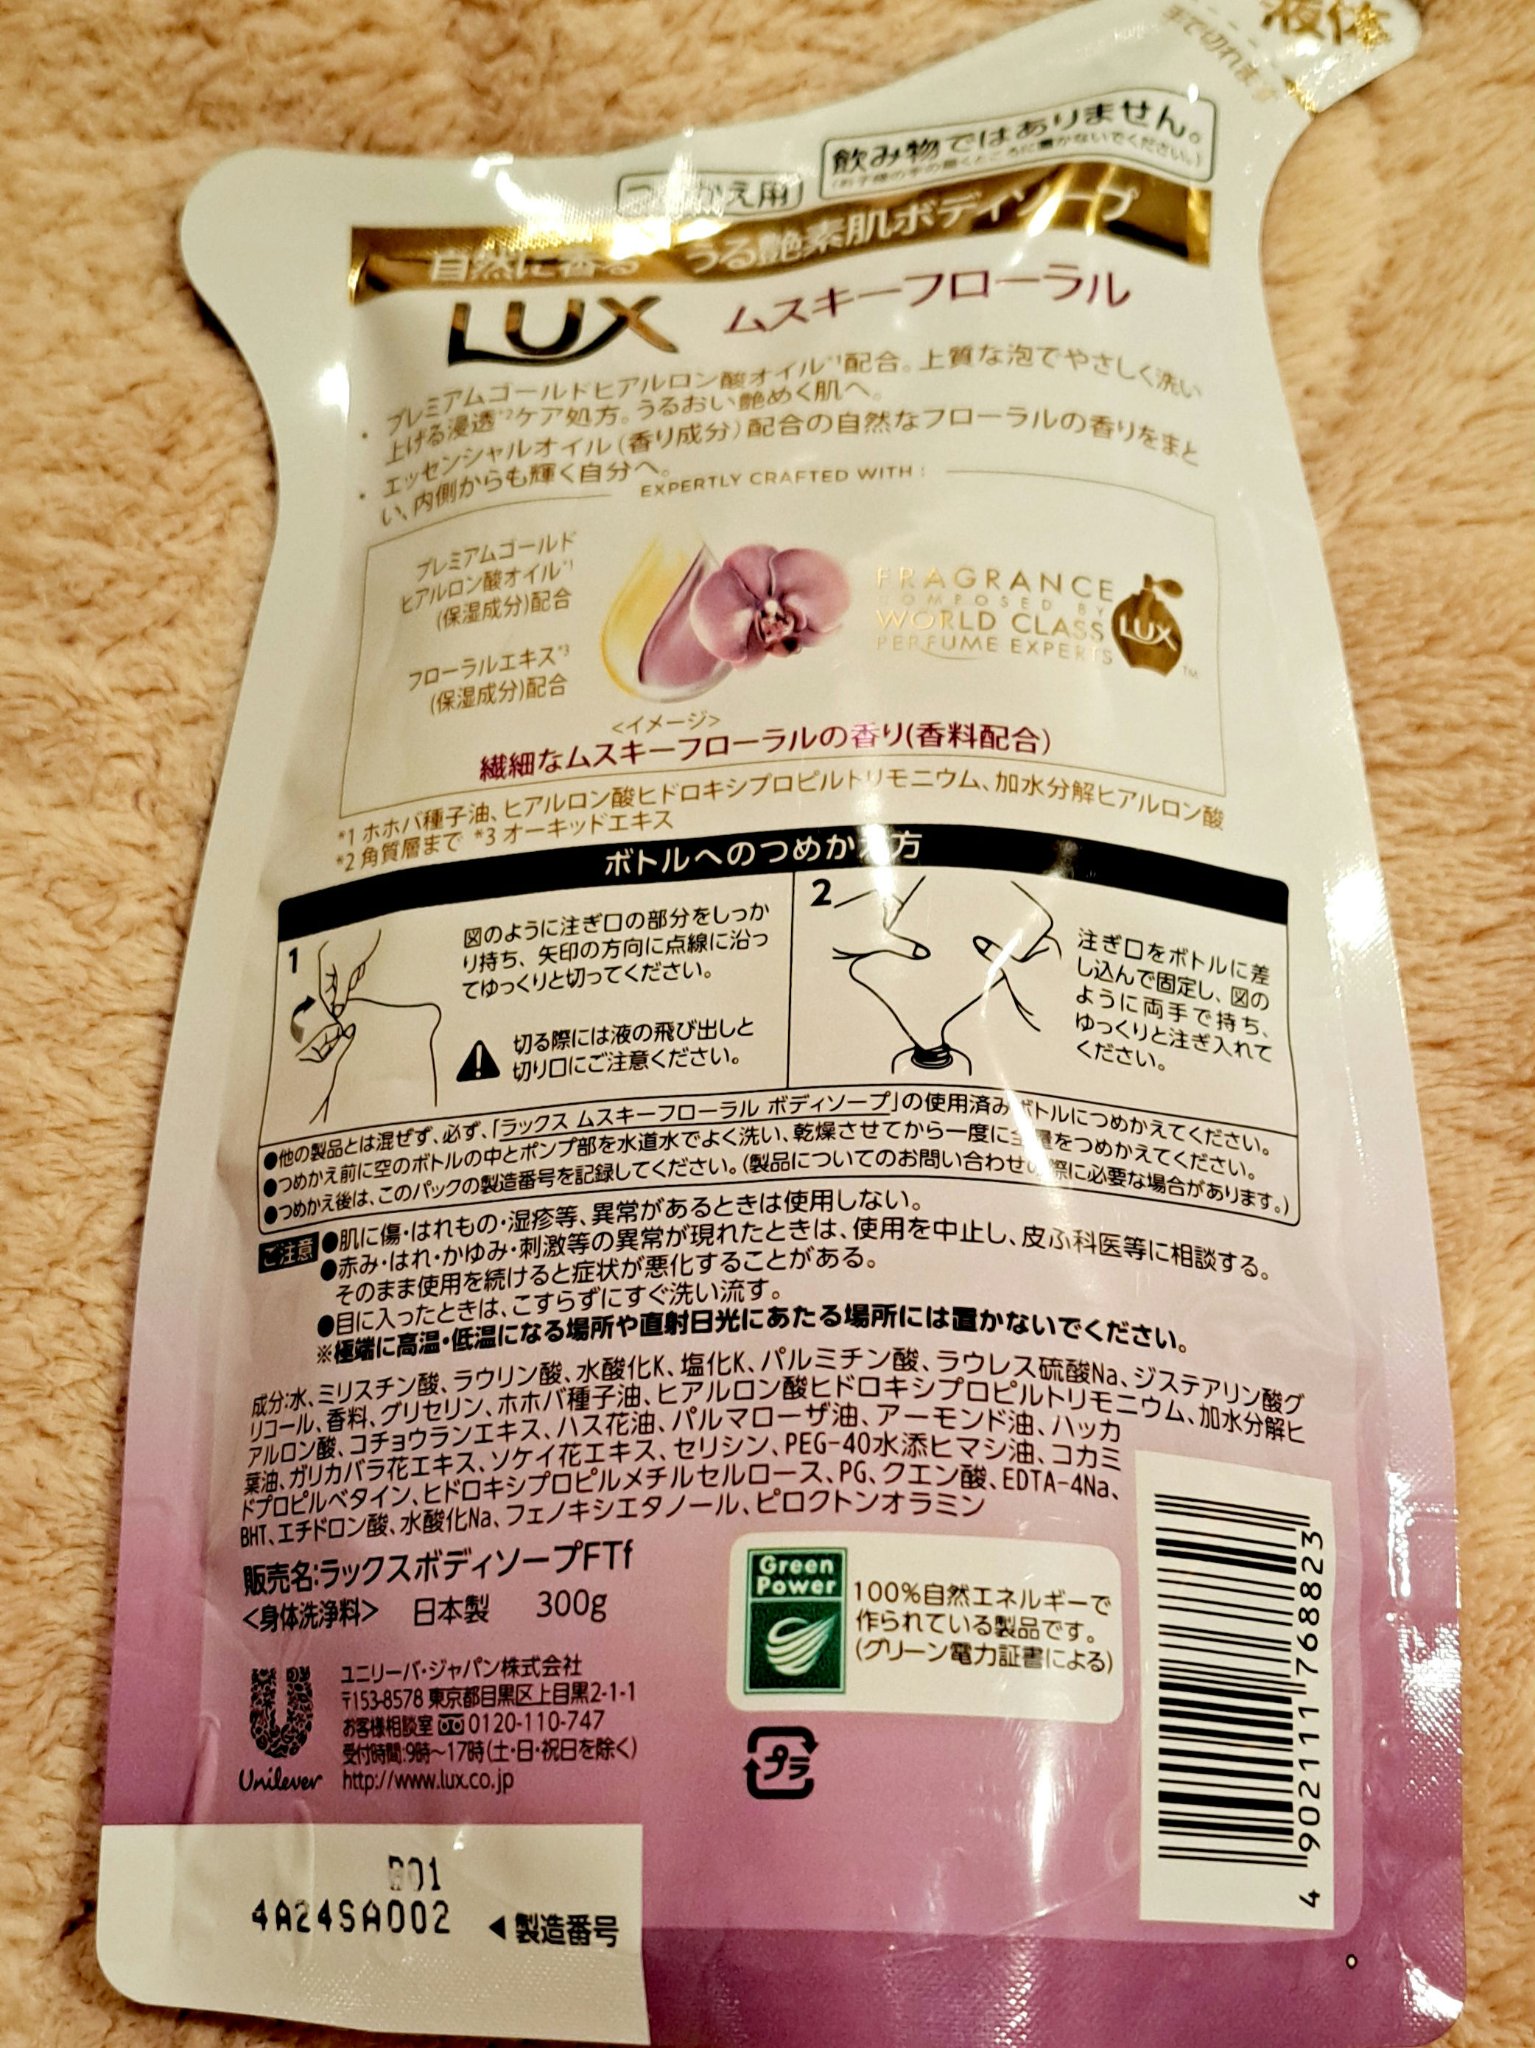 液体
手で切れます
飲み物ではありません。
(お子様の手の届くところに置かないでください。)
つめかえ用
自然に香る うる艶素肌ボディソープ
LUX ムスキーフローラル
・プレミアムゴールドヒアルロン酸オイル*1配合。上質な泡でやさしく洗い
上げる浸透*2ケア処方。うるおい艶めく肌へ。
・エッセンシャルオイル(香り成分)配合の自然なフローラルの香りをまと
い、内側からも輝く自分へ。
EXPERTLY CRAFTED WITH :
プレミアムゴールド
ヒアルロン酸オイル*1
(保湿成分)配合
フローラルエキス*3
(保湿成分)配合
FRAGRANCE
COMPOSED BY
WORLD CLASS
PERFUME EXPERTS
LUX
TM
<イメージ>
繊細なムスキーフローラルの香り(香料配合)
*1 ホホバ種子油、ヒアルロン酸ヒドロキシプロピルトリモニウム、加水分解ヒアルロン酸
*2 角質層まで *3 オーキッドエキス
ボトルへのつめかえ方
1
図のように注ぎ口の部分をしっか
り持ち、矢印の方向に点線に沿っ
てゆっくりと切ってください。
切る際には液の飛び出しと
切り口にご注意ください。
2
注ぎ口をボトルに差
し込んで固定し、図の
ように両手で持ち、
ゆっくりと注ぎ入れて
ください。
●他の製品とは混ぜず、必ず、「ラックス ムスキーフローラル ボディソープ」の使用済みボトルにつめかえてください。
●つめかえ前に空のボトルの中とポンプ部を水道水でよく洗い、乾燥させてから一度に全量をつめかえてください。
●つめかえ後は、このパックの製造番号を記録してください。(製品についてのお問い合わせの際に必要な場合があります。)
ご注意 ●肌に傷・はれもの・湿疹等、異常があるときは使用しない。
●赤み・はれ・かゆみ・刺激等の異常が現れたときは、使用を中止し、皮ふ科医等に相談する。
そのまま使用を続けると症状が悪化することがある。
●目に入ったときは、こすらずにすぐ洗い流す。
※極端に高温・低温になる場所や直射日光にあたる場所には置かないでください。
成分:水、ミリスチン酸、ラウリン酸、水酸化K、塩化K、パルミチン酸、ラウレス硫酸Na、ジステアリン酸グ
リコール、香料、グリセリン、ホホバ種子油、ヒアルロン酸ヒドロキシプロピルトリモニウム、加水分解ヒ
アルロン酸、コチョウランエキス、ハス花油、パルマローザ油、アーモンド油、ハッカ
葉油、ガリカバラ花エキス、ソケイ花エキス、セリシン、PEG-40水添ヒマシ油、コカミ
ドプロピルベタイン、ヒドロキシプロピルメチルセルロース、PG、クエン酸、EDTA-4Na、
BHT、エチドロン酸、水酸化Na、フェノキシエタノール、ピロクトンオラミン
販売名:ラックスボディソープFTf
<身体洗浄料> 日本製 300g
Green
Power
100%自然エネルギーで
作られている製品です。
(グリーン電力証書による)
Unilever
ユニリーバ・ジャパン株式会社
〒153-8578 東京都目黒区上目黒2-1-1
お客様相談室 0120-110-747
受付時間:9時~17時(土・日・祝日を除く)
http://www.lux.co.jp
プラ
4 902111 768823
B01
4A24SA002 ◀製造番号